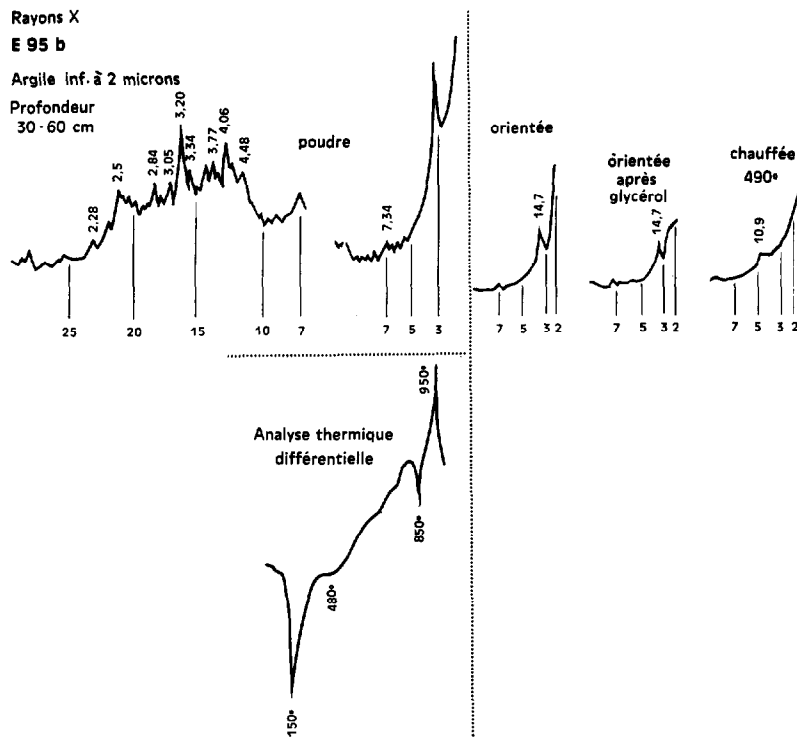 Rayons X
E 95 b
Argile inf. à 2 microns
Profondeur
30 - 60 cm
2,28
2,5
2,84
3,05
3,20
3,34
3,77
4,06
4,48
25
20
15
10
7
poudre
7,34
7
5
3
orientée
14,7
7
5
3
2
orientée
après
glycérol
14,7
7
5
3
2
chauffée
490°
10,9
7
5
3
2
Analyse thermique
différentielle
150°
480°
850°
950°